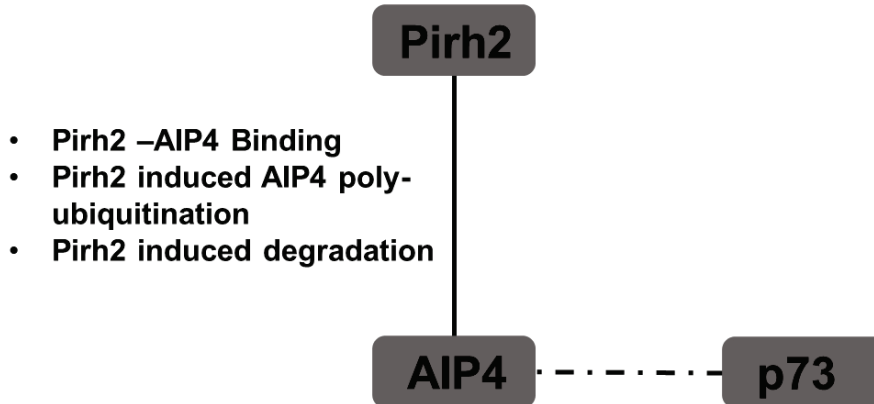 Pirh2
• Pirh2 –AIP4 Binding
• Pirh2 induced AIP4 poly-
ubiquitination
• Pirh2 induced degradation
AIP4
p73